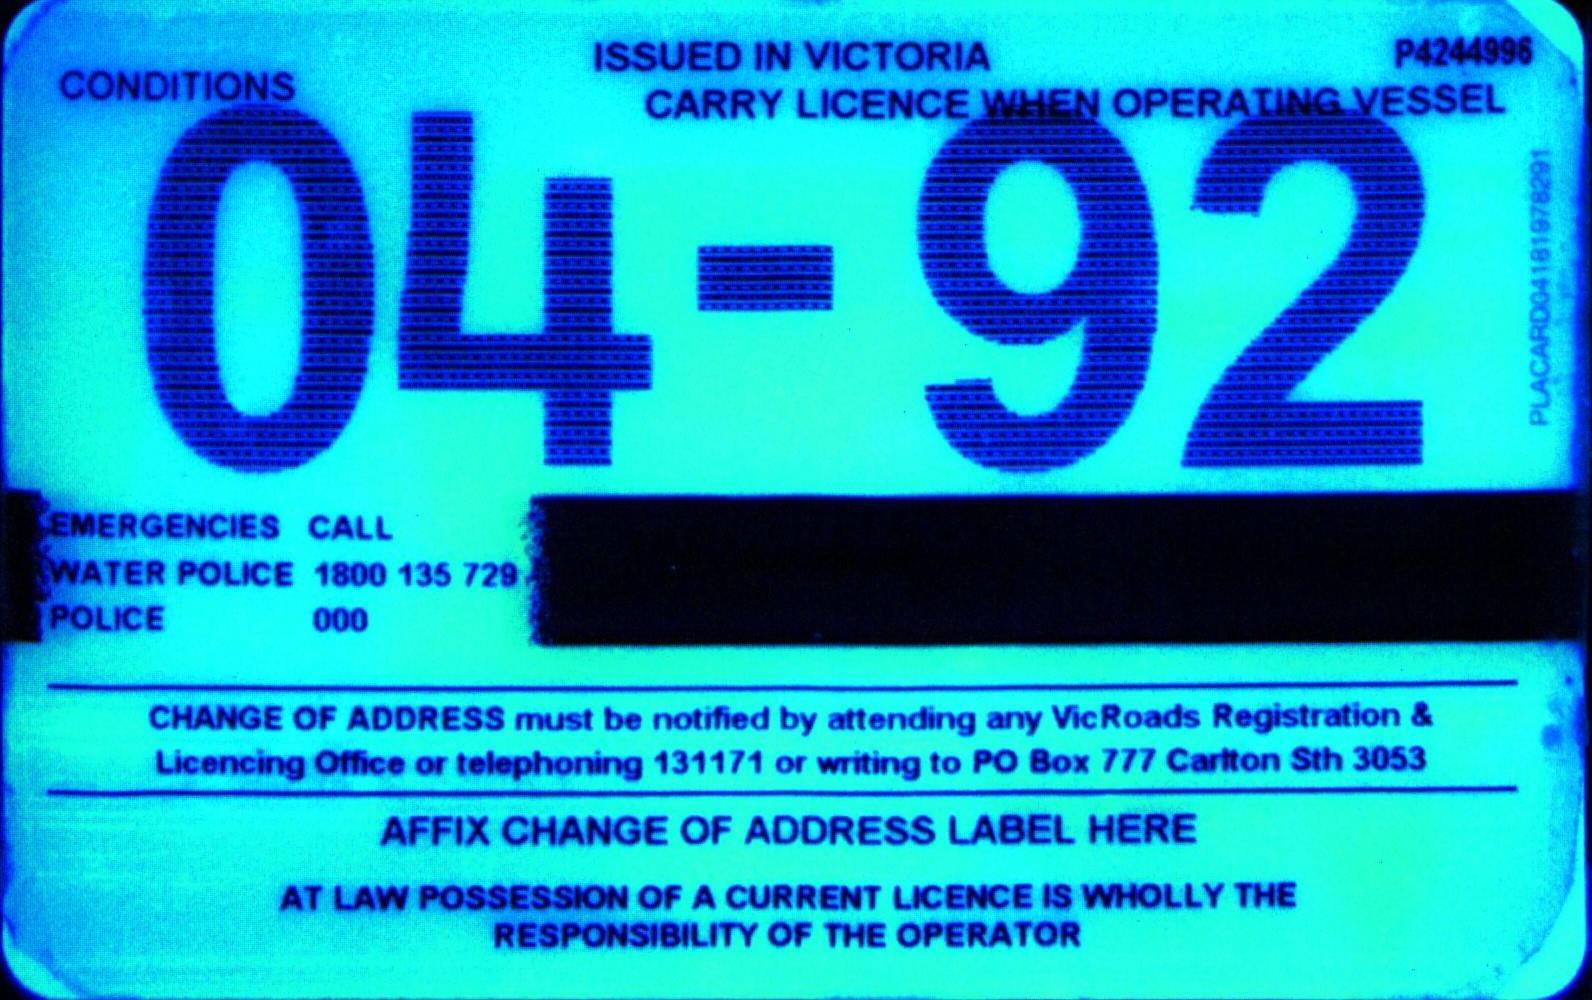 ISSUED IN VICTORIA
P4244996
CONDITIONS
CARRY LICENCE WHEN OPERATING VESSEL
04-92
PLACARD0418197829​1
EMERGENCIES CALL
WATER POLICE 1800 135 729
POLICE 000
CHANGE OF ADDRESS must be notified by attending any VicRoads Registration &
Licencing Office or telephoning 131171 or writing to PO Box 777 Carlton Sth 3053
AFFIX CHANGE OF ADDRESS LABEL HERE
AT LAW POSSESSION OF A CURRENT LICENCE IS WHOLLY THE
RESPONSIBILITY OF THE OPERATOR